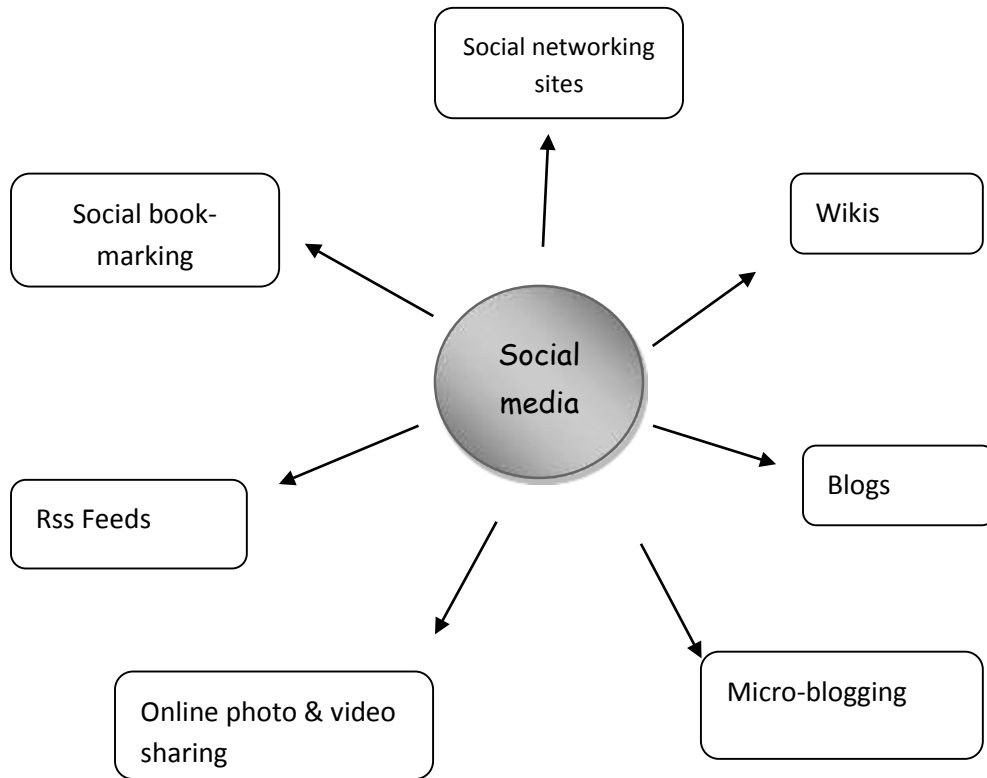 Social networking
sites
Social book-
marking
Wikis
Social
media
Rss Feeds
Blogs
Online photo & video
sharing
Micro-blogging